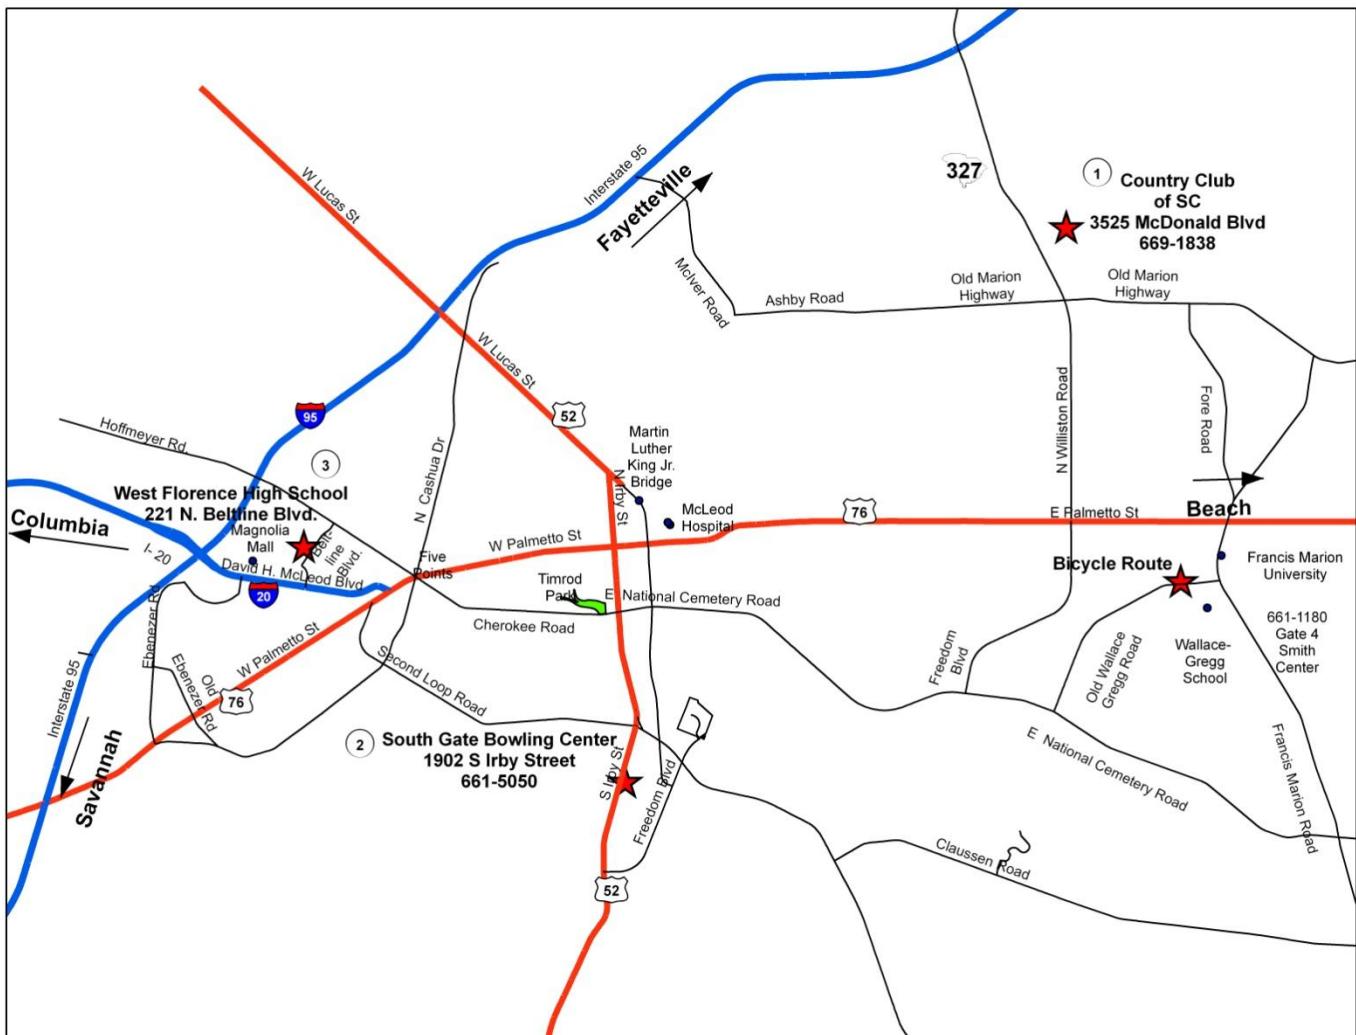 W Lucas St
Interstate 95
Fayetteville
327
1
Country Club
of SC
3525 McDonald Blvd
669-1838
McIver Road
Ashby Road
Old Marion
Highway
Old Marion
Highway
W Lucas St
52
95
Hoffmeyer Rd.
N Cashua Dr
Martin
Luther
King Jr.
Bridge
N Irby St
McLeod
Hospital
N Williston Road
Fore Road
3
West Florence High School
221 N. Beltline Blvd.
Columbia
I- 20
Magnolia
Mall
Belt-
line
Blvd.
David H. McLeod Blvd
20
Five
Points
W Palmetto St
76
E Palmetto St
Beach
Bicycle Route
Francis Marion
University
661-1180
Gate 4
Smith
Center
Wallace-
Gregg
School
Timrod
Park
E National Cemetery Road
Cherokee Road
Ebenezer Rd
Old
Ebenezer Rd
W Palmetto St
76
Second Loop Road
Interstate 95
Savannah
2
South Gate Bowling Center
1902 S Irby Street
661-5050
S Irby St
Freedom Blvd
52
Freedom
Blvd
Old Wallace
Gregg Road
E National Cemetery Road
Francis Marion Road
Claussen Road